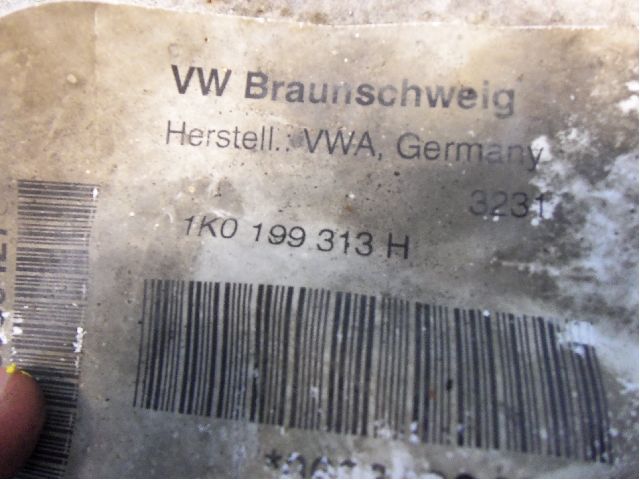 VW Braunschweig
Herstell.: VWA, Germany
3231
1K0 199 313 H